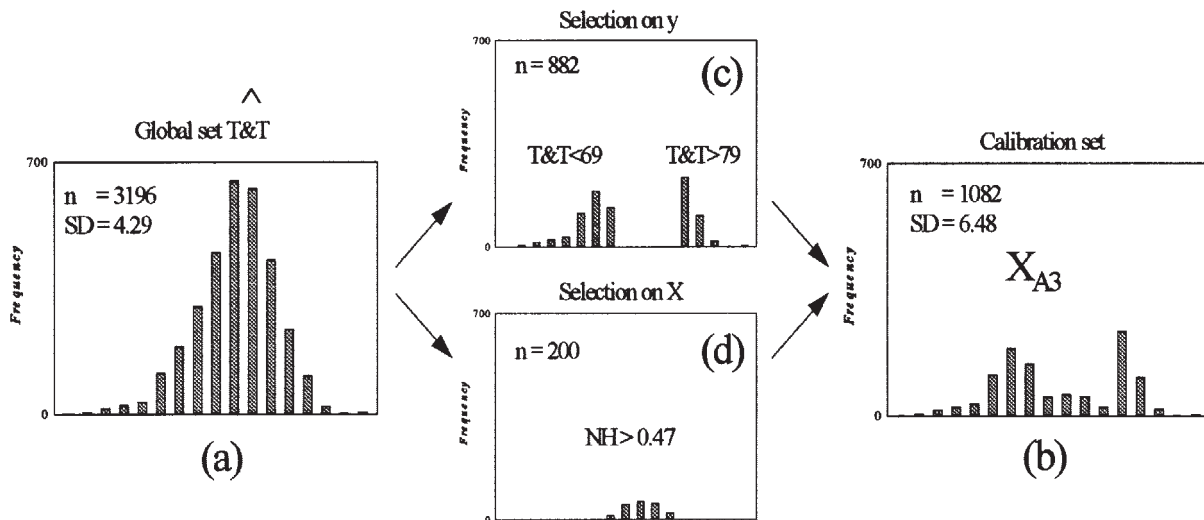 ^
Global set T&T
700
n = 3196
SD = 4.29
Frequency
0
(a)
Selection on y
700
n = 882
(c)
Frequency
T&T<69
T&T>79
0
Selection on X
700
n = 200
(d)
Frequency
NH > 0.47
0
Calibration set
700
n = 1082
SD = 6.48
Frequency
XA3
0
(b)